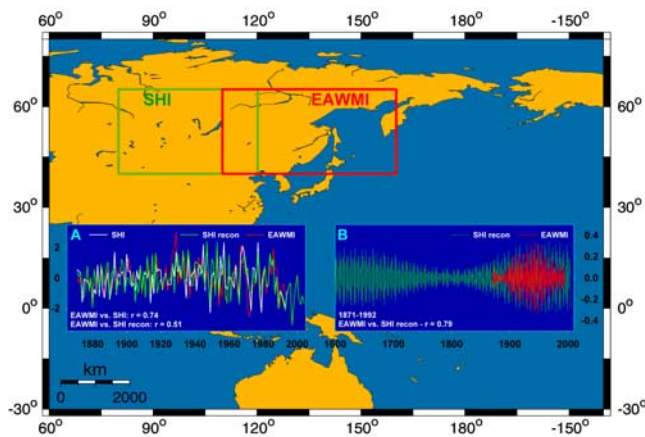 60° 90° 120° 150° 180° -150°
60° 60°
SHI EAWMI
30° 30°
A SHI SHI recon EAWMI
2
0
-2
EAWMI vs. SHI: r = 0.74
EAWMI vs. SHI recon: r = 0.51
B SHI recon EAWMI
0.4
0.2
0.0
-0.2
-0.4
1871-1992
EAWMI vs. SHI recon - r = 0.79
0° 0°
1880 1900 1920 1940 1960 1980 2000
1600 1700 1800 1900 2000
km
0 2000
-30° -30°
60° 90° 120° 150° 180° -150°